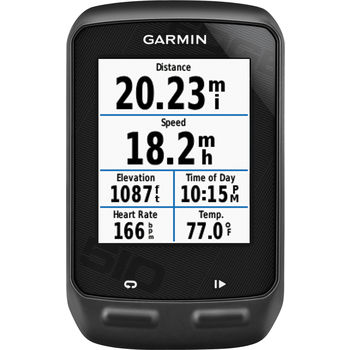 GARMIN
Distance
20.23 mi
Speed
18.2 mh
Elevation Time of Day
1087 ft 10:15 PM
Heart Rate Temp.
166 bpm 77.0 °F
510